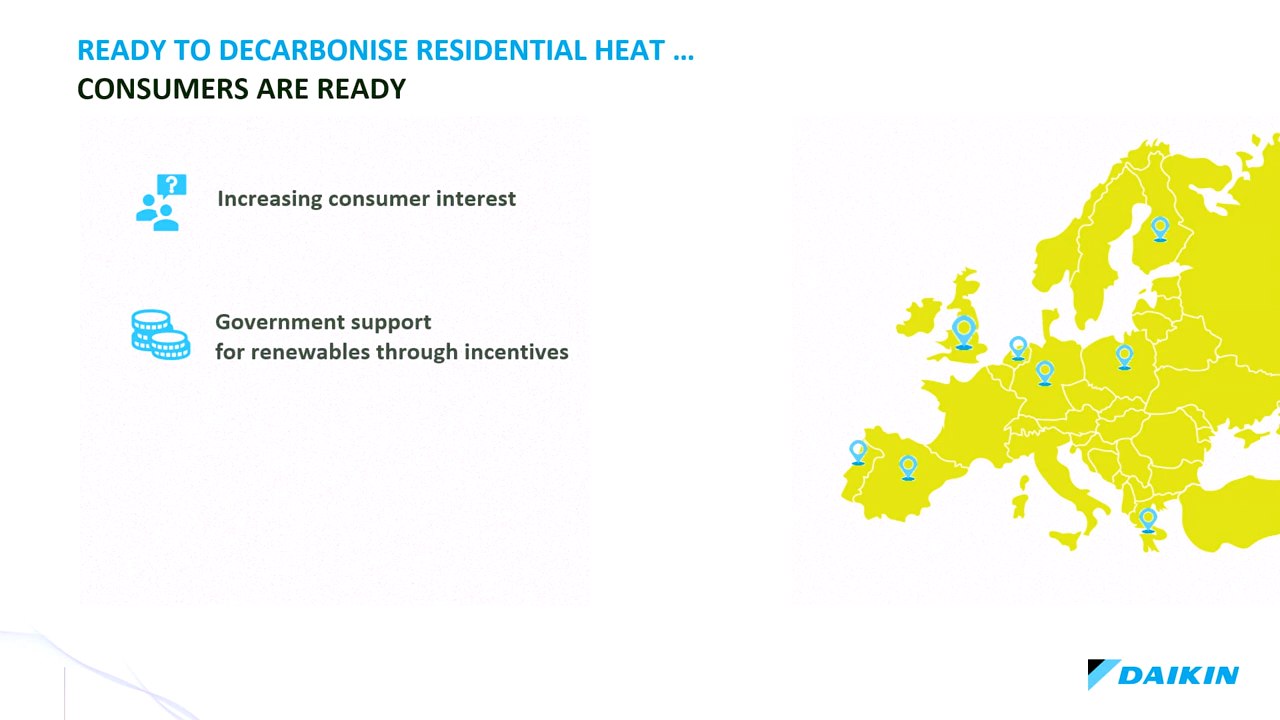 READY TO DECARBONISE RESIDENTIAL HEAT ...
CONSUMERS ARE READY
?
Increasing consumer interest
Government support
for renewables through incentives
DAIKIN